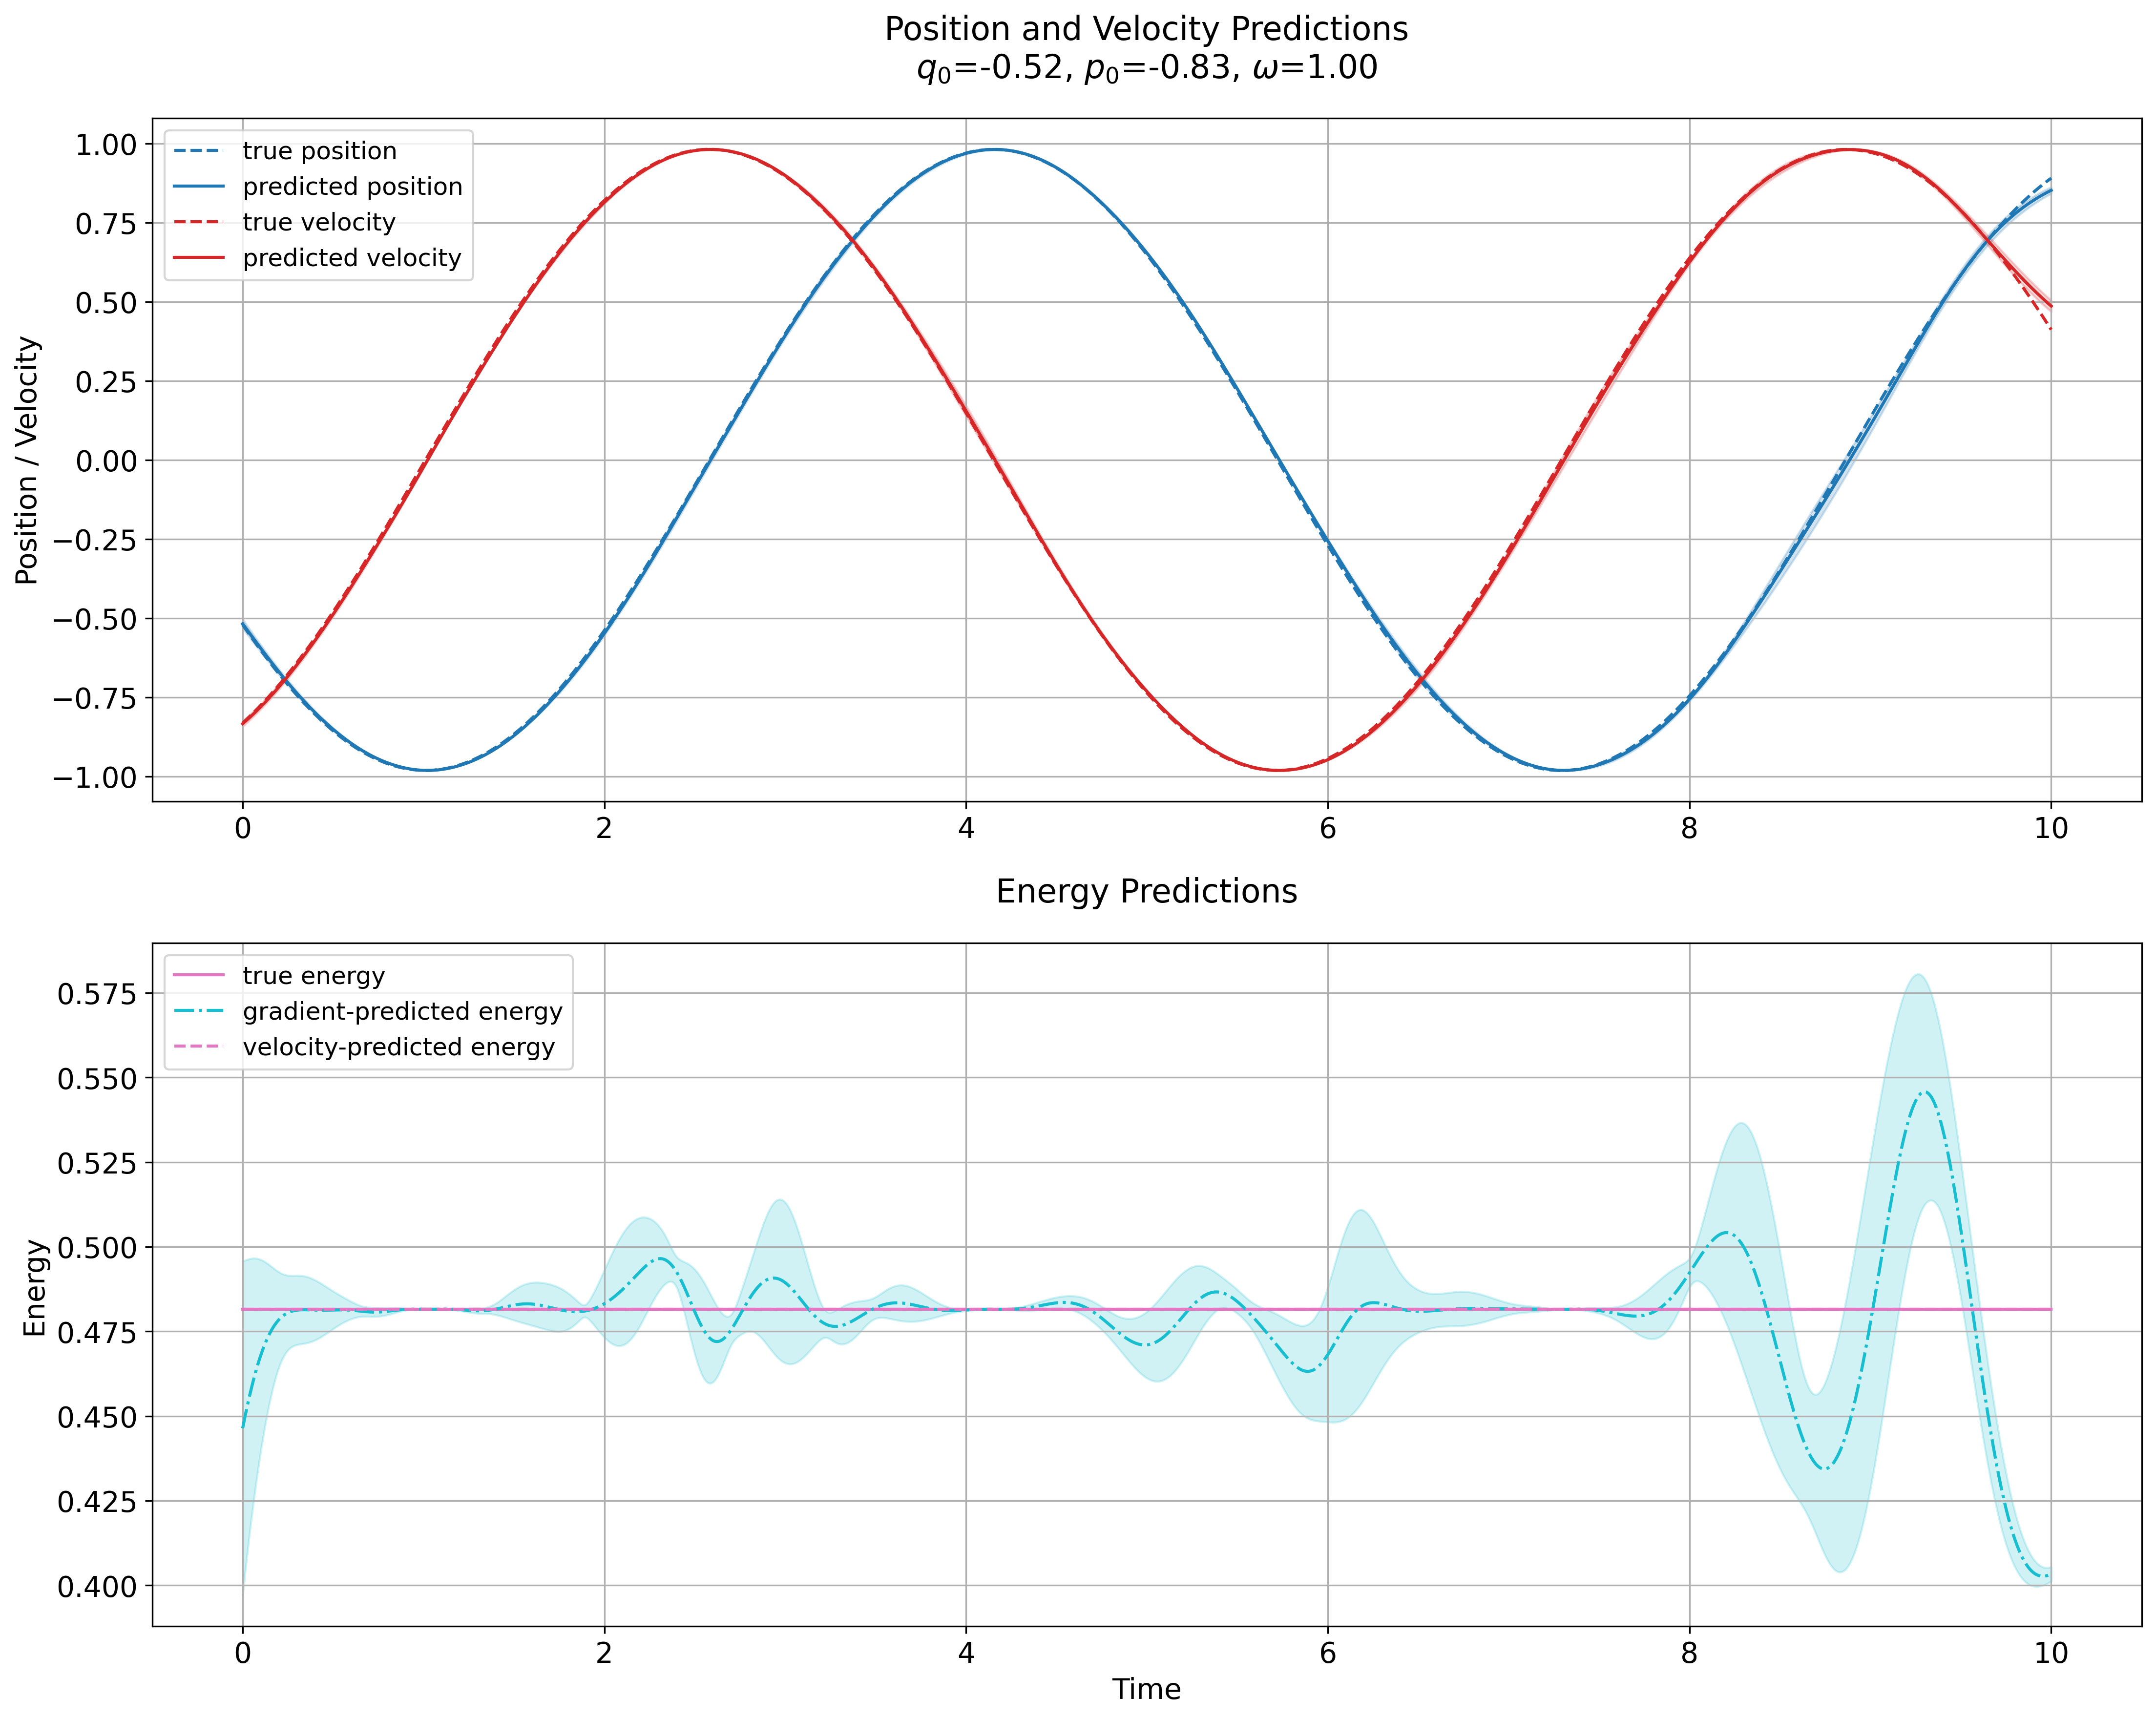 Position and Velocity Predictions
q₀=-0.52, p₀=-0.83, ω=1.00
true position
predicted position
true velocity
predicted velocity
Position / Velocity
1.00
0.75
0.50
0.25
0.00
−0.25
−0.50
−0.75
−1.00
0 2 4 6 8 10
Energy Predictions
true energy
gradient-predicted energy
velocity-predicted energy
Energy
0.575
0.550
0.525
0.500
0.475
0.450
0.425
0.400
0 2 4 6 8 10
Time